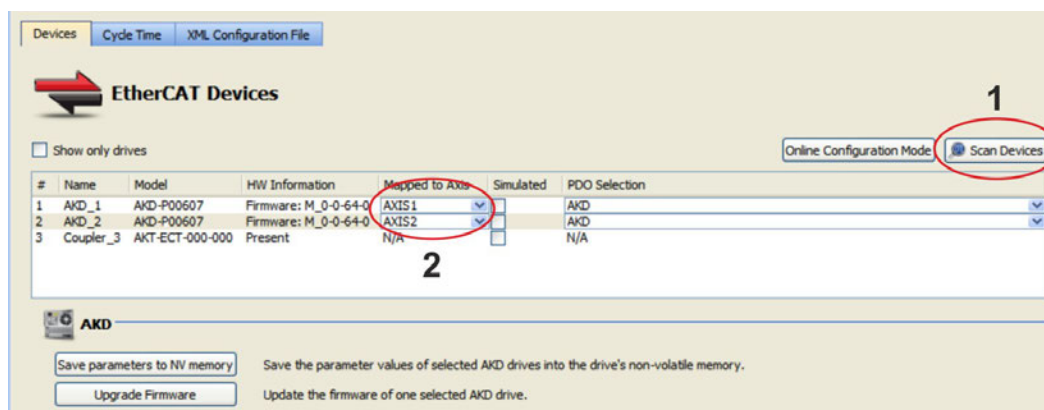 Devices Cycle Time XML Configuration File
EtherCAT Devices
1
Show only drives Online Configuration Mode Scan Devices
# Name Model HW Information Mapped to Axis Simulated PDO Selection
1 AKD_1 AKD-P00607 Firmware: M_0-0-64-0 AXIS1 AKD
2 AKD_2 AKD-P00607 Firmware: M_0-0-64-0 AXIS2 AKD
3 Coupler_3 AKT-ECT-000-000 Present N/A N/A
2
AKD
Save parameters to NV memory Save the parameter values of selected AKD drives into the drive's non-volatile memory.
Upgrade Firmware Update the firmware of one selected AKD drive.